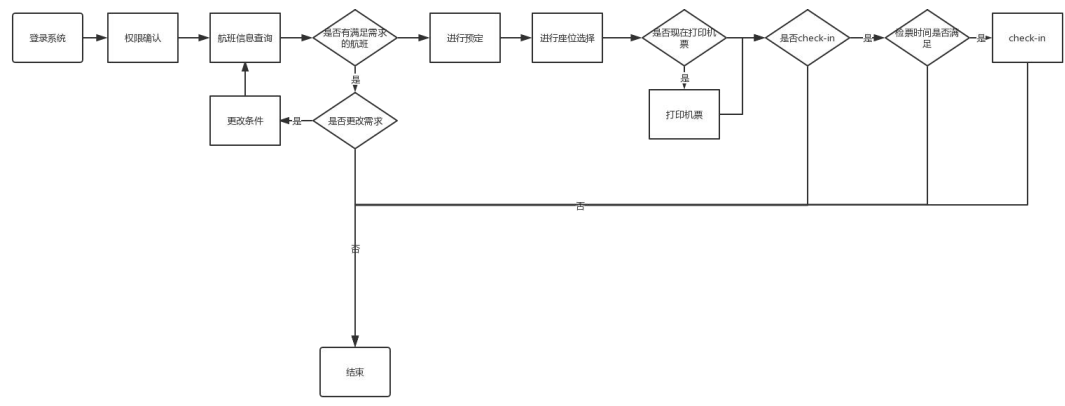 登录系统
权限确认
航班信息查询
是否有满足需求
的航班
进行预定
进行座位选择
是否现在打印机
票
是否check-in
是
检票时间是否满
足
是
check-in
是
是
更改条件
是
是否更改需求
打印机票
否
否
结束